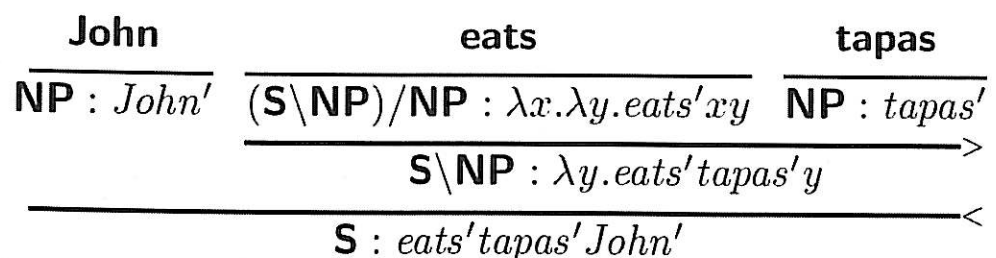 John eats tapas
NP : John′ (S\NP)/NP : λx.λy.eats′xy NP : tapas′
>
S\NP : λy.eats′tapas′y
<
S : eats′tapas′John′